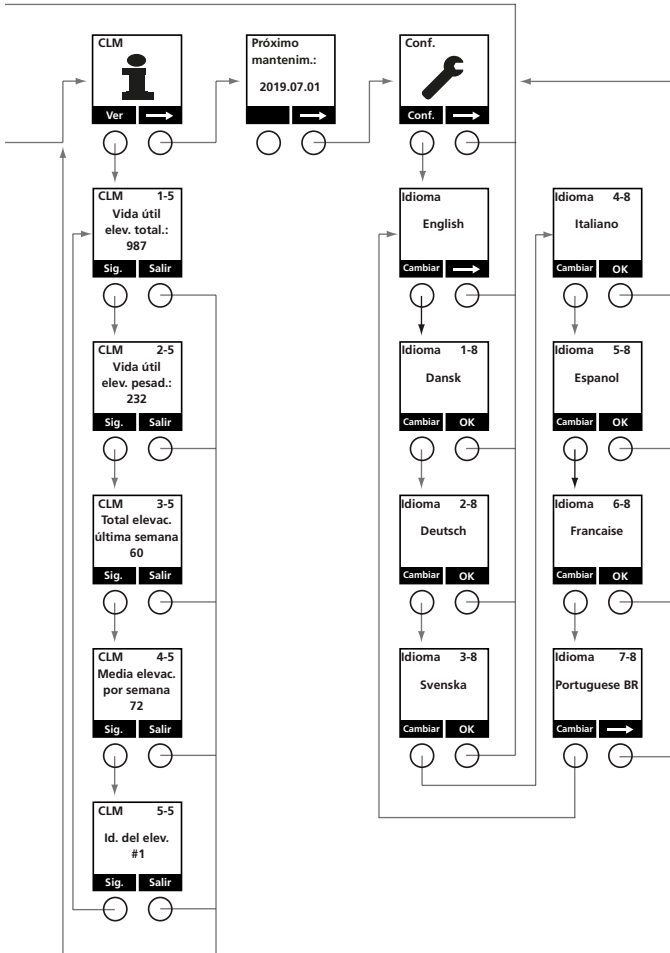 CLM
Ver
Próximo
mantenim.:
2019.07.01
Conf.
Conf.
CLM 1-5
Vida útil
elev. total.:
987
Sig. Salir
CLM 2-5
Vida útil
elev. pesad.:
232
Sig. Salir
CLM 3-5
Total elevac.
última semana
60
Sig. Salir
CLM 4-5
Media elevac.
por semana
72
Sig. Salir
CLM 5-5
Id. del elev.
#1
Sig. Salir
Idioma
English
Cambiar
Idioma 1-8
Dansk
Cambiar OK
Idioma 2-8
Deutsch
Cambiar OK
Idioma 3-8
Svenska
Cambiar OK
Idioma 4-8
Italiano
Cambiar OK
Idioma 5-8
Espanol
Cambiar OK
Idioma 6-8
Francaise
Cambiar OK
Idioma 7-8
Portuguese BR
Cambiar